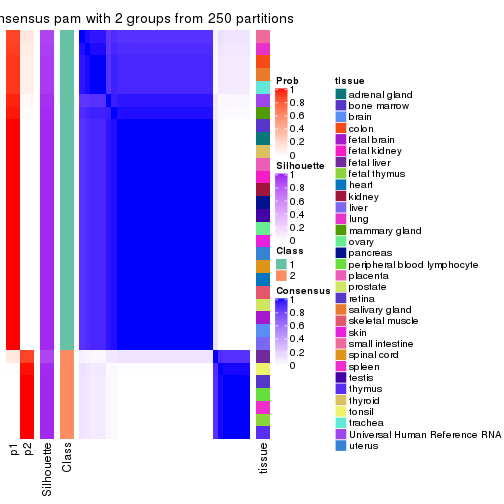 nsensus pam with 2 groups from 250 partitions
p1
p2
Silhouette
Class
tissue
Prob
1
0.8
0.6
0.4
0.2
0
Silhouette
1
0.8
0.6
0.4
0.2
0
Class
1
2
Consensus
1
0.8
0.6
0.4
0.2
0
tissue
adrenal gland
bone marrow
brain
colon
fetal brain
fetal kidney
fetal liver
fetal thymus
heart
kidney
liver
lung
mammary gland
ovary
pancreas
peripheral blood lymphocyte
placenta
prostate
retina
salivary gland
skeletal muscle
skin
small intestine
spinal cord
spleen
testis
thymus
thyroid
tonsil
trachea
Universal Human Reference RNA
uterus